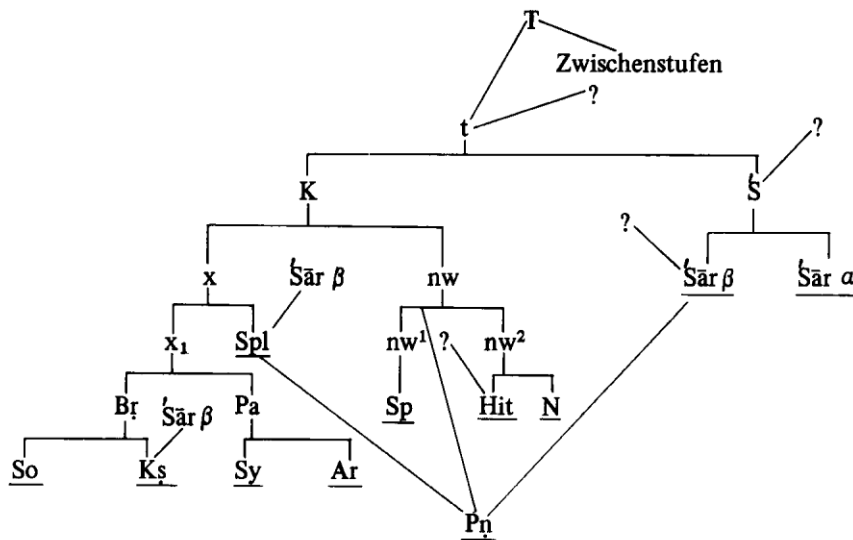 T
Zwischenstufen
?
t
?
K
Ś
?
x
Śār β
nw
Śār β
Śār α
x₁
Spl
nw¹
?
nw²
Bṛ
Śār β
Pa
Sp
Hit
N
So
Kṣ
Sy
Ar
Pṇ